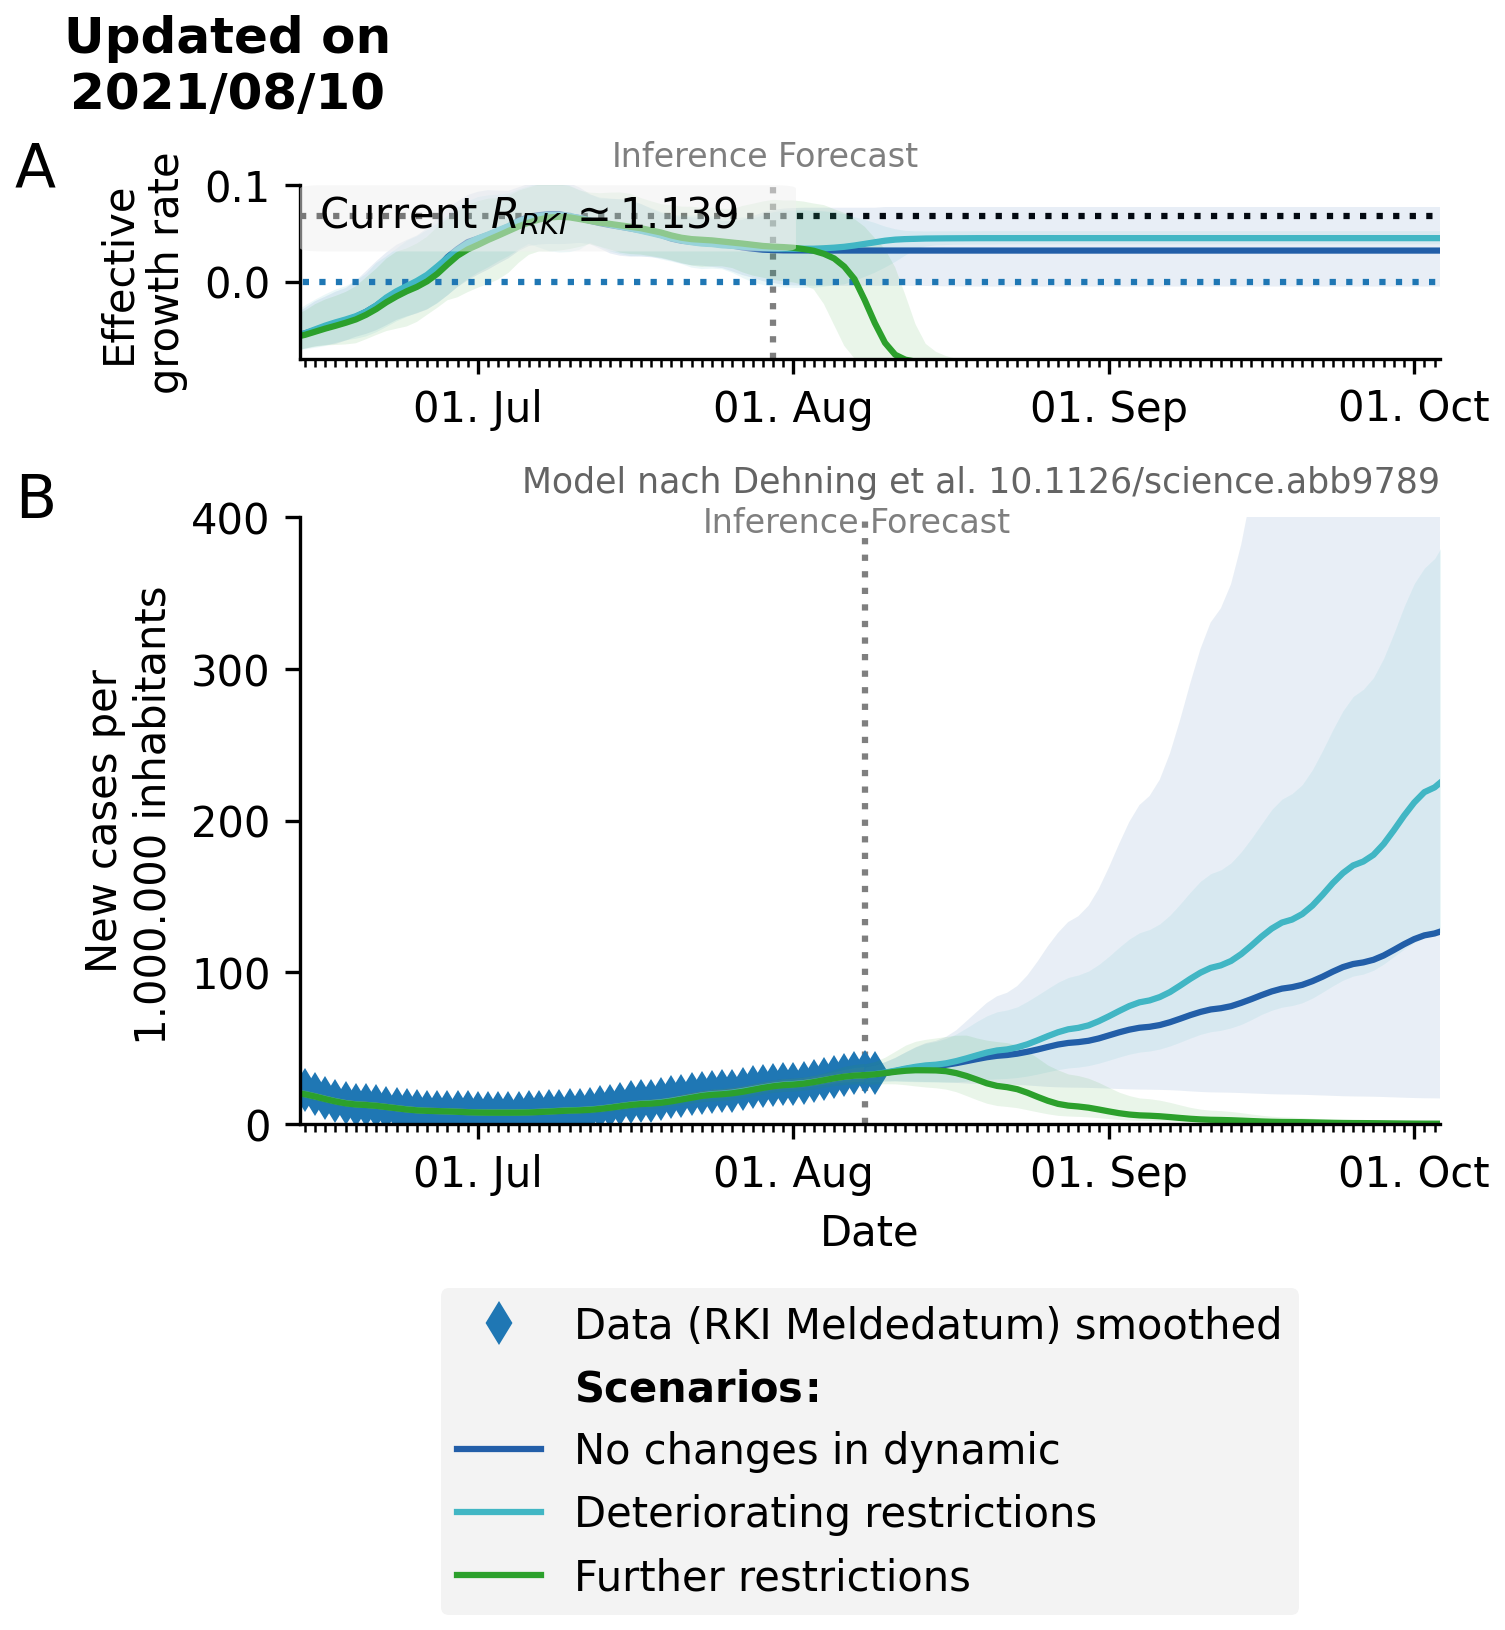 Updated on
2021/08/10
A
Effective
growth rate
0.1
0.0
Inference Forecast
Current R_RKI ≃ 1.139
01. Jul 01. Aug 01. Sep 01. Oct
B
Model nach Dehning et al. 10.1126/science.abb9789
Inference Forecast
New cases per
1.000.000 inhabitants
400
300
200
100
0
01. Jul 01. Aug 01. Sep 01. Oct
Date
Data (RKI Meldedatum) smoothed
Scenarios:
No changes in dynamic
Deteriorating restrictions
Further restrictions